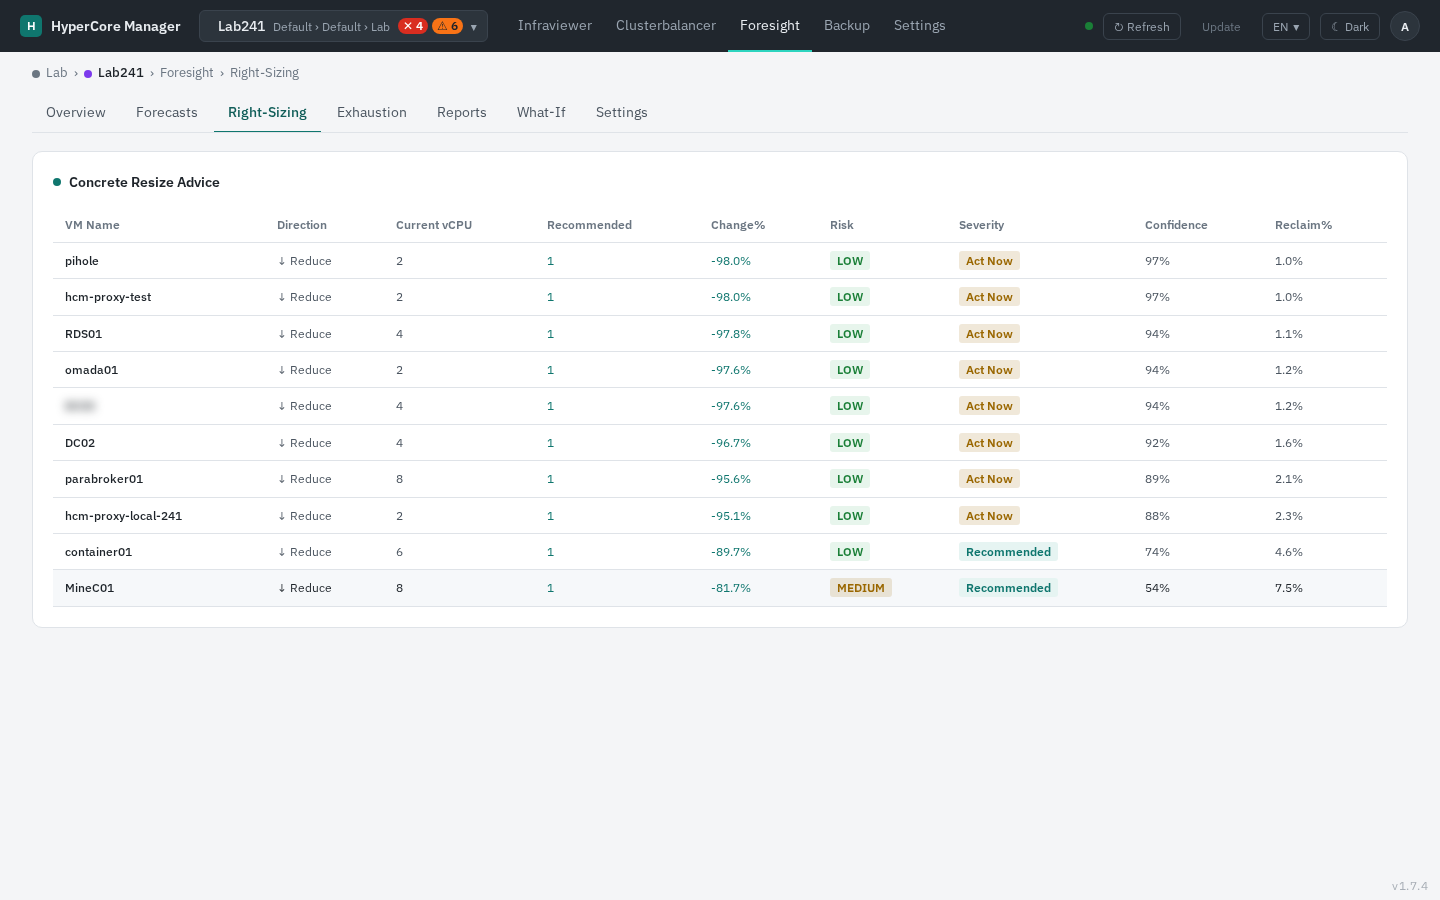 H HyperCore Manager Lab241 Default › Default › Lab ✕ 4 ⚠ 6 ▾ Infraviewer Clusterbalancer Foresight Backup Settings ↻ Refresh Update EN ▾ ☾ Dark A
Lab › Lab241 › Foresight › Right-Sizing
Overview Forecasts Right-Sizing Exhaustion Reports What-If Settings
Concrete Resize Advice
VM Name Direction Current vCPU Recommended Change% Risk Severity Confidence Reclaim%
pihole ↓ Reduce 2 1 -98.0% LOW Act Now 97% 1.0%
hcm-proxy-test ↓ Reduce 2 1 -98.0% LOW Act Now 97% 1.0%
RDS01 ↓ Reduce 4 1 -97.8% LOW Act Now 94% 1.1%
omada01 ↓ Reduce 2 1 -97.6% LOW Act Now 94% 1.2%
↓ Reduce 4 1 -97.6% LOW Act Now 94% 1.2%
DC02 ↓ Reduce 4 1 -96.7% LOW Act Now 92% 1.6%
parabroker01 ↓ Reduce 8 1 -95.6% LOW Act Now 89% 2.1%
hcm-proxy-local-241 ↓ Reduce 2 1 -95.1% LOW Act Now 88% 2.3%
container01 ↓ Reduce 6 1 -89.7% LOW Recommended 74% 4.6%
MineC01 ↓ Reduce 8 1 -81.7% MEDIUM Recommended 54% 7.5%
v1.7.4